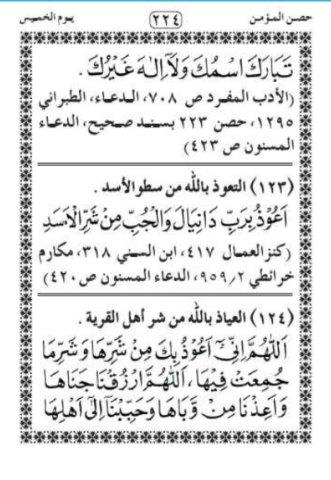 حصن المؤمن (٢٢٤) يوم الخميس
تَبَارَكَ اسْمُكَ وَلَآ اِلٰهَ غَيْرُكَ .
(الأدب المفرد ص ٧٠٨، الدعاء، الطبراني
١٢٩٥، حصن ٢٢٣ بسند صحيح، الدعاء
المسنون ص ٤٢٣)
(١٢٣) التعوذ بالله من سطو الأسد .
اَعُوْذُ بِرَبِّ دَانِيَالَ وَالْجُبِّ مِنْ شَرِّ الْاَسَدِ
(كنز العمال ٤١٧، ابن السني ٣١٨، مكارم
خرائطي ٩٥٩/٢، الدعاء المسنون ص ٤٢٠)
(١٢٤) العياذ بالله من شر أهل القرية .
اَللّٰهُمَّ اِنِّىْٓ اَعُوْذُ بِكَ مِنْ شَرِّهَا وَشَرِّ مَا
جُمِعَتْ فِيْهَا، اَللّٰهُمَّ ارْزُقْنَا جَنَاهَا
وَاَعِذْنَا مِنْ وَّبَاهَا وَحَبِّبْنَآ اِلٰى اَهْلِهَا